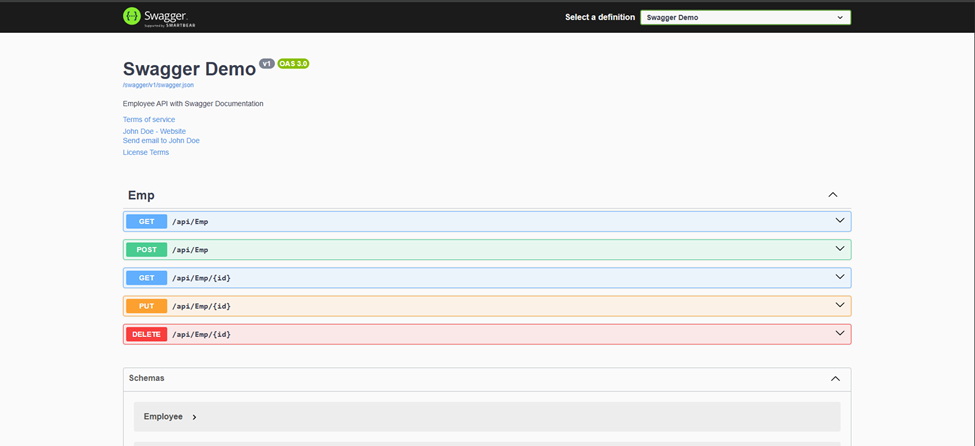 Swagger.
Supported by SMARTBEAR
Select a definition
Swagger Demo
Swagger Demo v1 OAS 3.0
/swagger/v1/swagger.json
Employee API with Swagger Documentation
Terms of service
John Doe - Website
Send email to John Doe
License Terms
Emp
GET /api/Emp
POST /api/Emp
GET /api/Emp/{id}
PUT /api/Emp/{id}
DELETE /api/Emp/{id}
Schemas
Employee